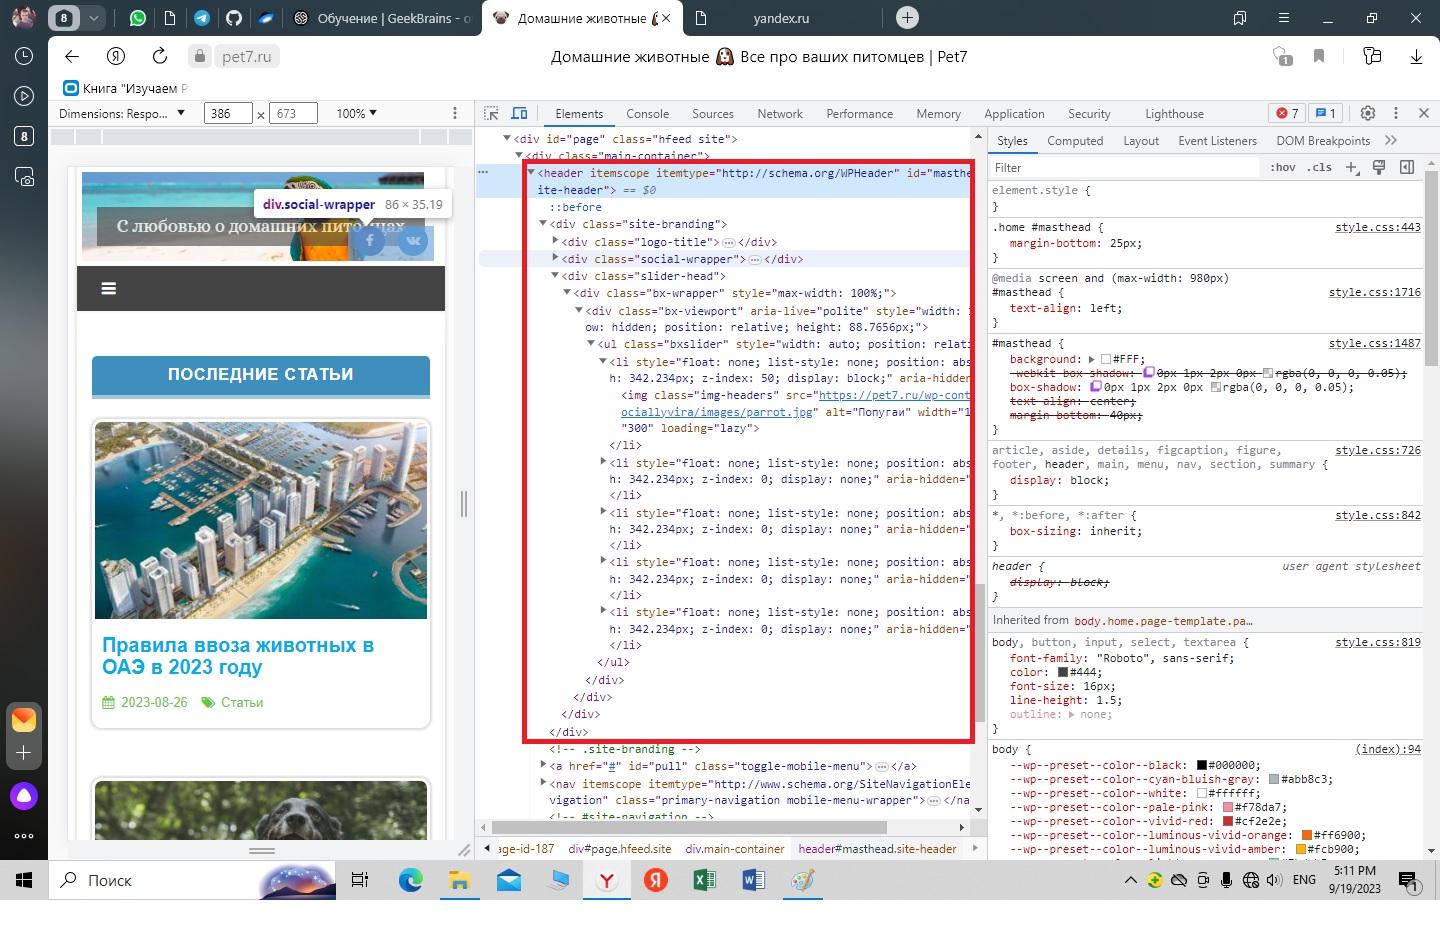 8
Обучение | GeekBrains - о
Домашние животные
yandex.ru
pet7.ru
Домашние животные Все про ваших питомцев | Pet7
1
Книга "Изучаем P
8
Dimensions: Respo...
386
×
673
100%
Elements
Console
Sources
Network
Performance
Memory
Application
Security
Lighthouse
7
1
div.social-wrapper 86 × 35.19
С любовью о домашних питомцах
ПОСЛЕДНИЕ СТАТЬИ
Правила ввоза животных в
ОАЭ в 2023 году
2023-08-26 Статьи
<div id="page" class="hfeed site">
<div class="main-container">
<header itemscope itemtype="http://schema.org/WPHeader" id="masthe
ite-header"> == $0
::before
<div class="site-branding">
<div class="logo-title">…</div>
<div class="social-wrapper">…</div>
<div class="slider-head">
<div class="bx-wrapper" style="max-width: 100%;">
<div class="bx-viewport" aria-live="polite" style="width: 1
ow: hidden; position: relative; height: 88.7656px;">
<ul class="bxslider" style="width: auto; position: relati
<li style="float: none; list-style: none; position: abs
h: 342.234px; z-index: 50; display: block;" aria-hidden
<img class="img-headers" src="https://pet7.ru/wp-cont
ociallyvira/images/parrot.jpg" alt="Попугаи" width="1
"300" loading="lazy">
</li>
<li style="float: none; list-style: none; position: abs
h: 342.234px; z-index: 0; display: none;" aria-hidden="
</li>
<li style="float: none; list-style: none; position: abs
h: 342.234px; z-index: 0; display: none;" aria-hidden="
</li>
<li style="float: none; list-style: none; position: abs
h: 342.234px; z-index: 0; display: none;" aria-hidden="
</li>
<li style="float: none; list-style: none; position: abs
h: 342.234px; z-index: 0; display: none;" aria-hidden="
</li>
</ul>
</div>
</div>
</div>
</div>
<!-- .site-branding -->
<a href="#" id="pull" class="toggle-mobile-menu">…</a>
<nav itemscope itemtype="http://www.schema.org/SiteNavigationEle
vigation" class="primary-navigation mobile-menu-wrapper">…</na
<!-- #site-navigation -->
age-id-187
div#page.hfeed.site
div.main-container
header#masthead.site-header
Styles
Computed
Layout
Event Listeners
DOM Breakpoints
Filter
:hov
.cls
element.style {
}
.home #masthead { style.css:443
margin-bottom: 25px;
}
@media screen and (max-width: 980px)
#masthead { style.css:1716
text-align: left;
}
#masthead { style.css:1487
background: #FFF;
-webkit-box-shadow: 0px 1px 2px 0px rgba(0, 0, 0, 0.05);
box-shadow: 0px 1px 2px 0px rgba(0, 0, 0, 0.05);
text-align: center;
margin-bottom: 40px;
}
article, aside, details, figcaption, figure, style.css:726
footer, header, main, menu, nav, section, summary {
display: block;
}
*, *:before, *:after { style.css:842
box-sizing: inherit;
}
header { user agent stylesheet
display: block;
}
Inherited from body.home.page-template.pa…
body, button, input, select, textarea { style.css:819
font-family: "Roboto", sans-serif;
color: #444;
font-size: 16px;
line-height: 1.5;
outline: none;
}
body { (index):94
--wp--preset--color--black: #000000;
--wp--preset--color--cyan-bluish-gray: #abb8c3;
--wp--preset--color--white: #ffffff;
--wp--preset--color--pale-pink: #f78da7;
--wp--preset--color--vivid-red: #cf2e2e;
--wp--preset--color--luminous-vivid-orange: #ff6900;
--wp--preset--color--luminous-vivid-amber: #fcb900;
Поиск
ENG
5:11 PM
9/19/2023
1